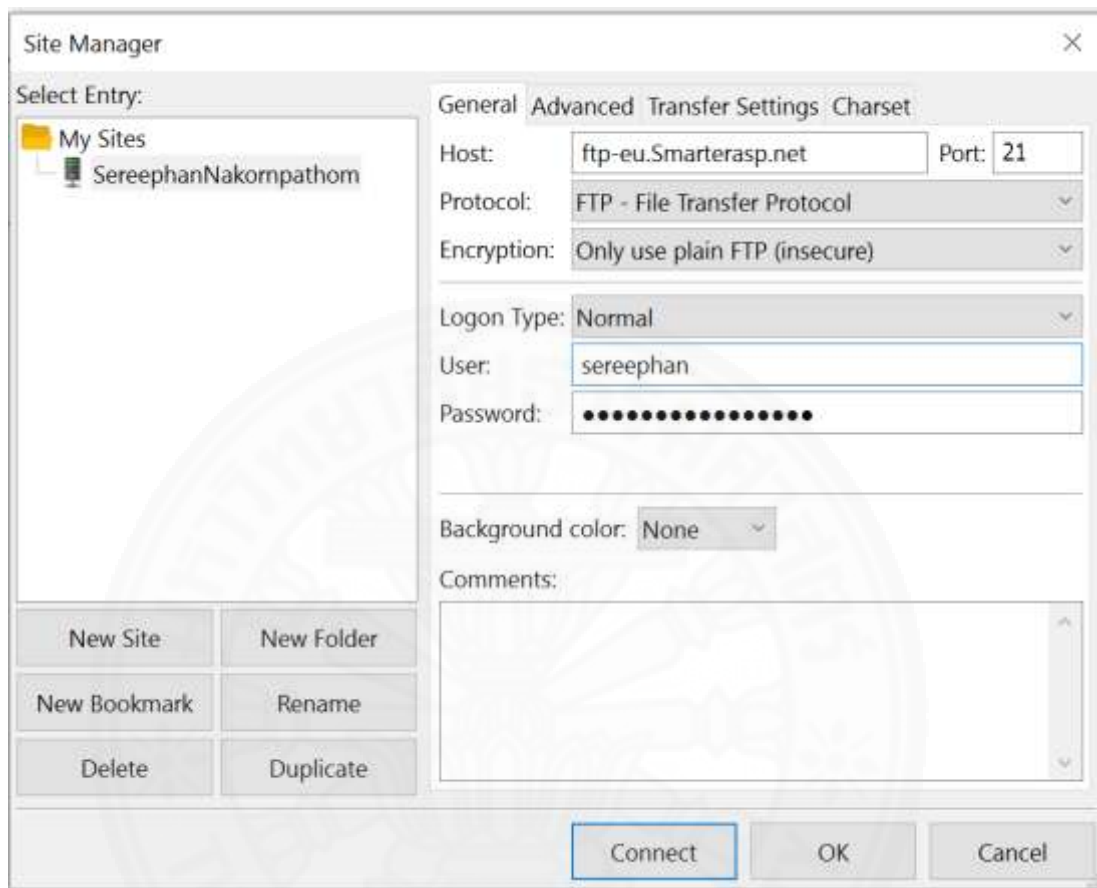 Site Manager
Select Entry:
My Sites
SereephanNakornpathom
New Site New Folder
New Bookmark Rename
Delete Duplicate
General Advanced Transfer Settings Charset
Host: ftp-eu.Smarterasp.net Port: 21
Protocol: FTP - File Transfer Protocol
Encryption: Only use plain FTP (insecure)
Logon Type: Normal
User: sereephan
Password: ●●●●●●●●●●●●●●●●
Background color: None
Comments:
Connect OK Cancel